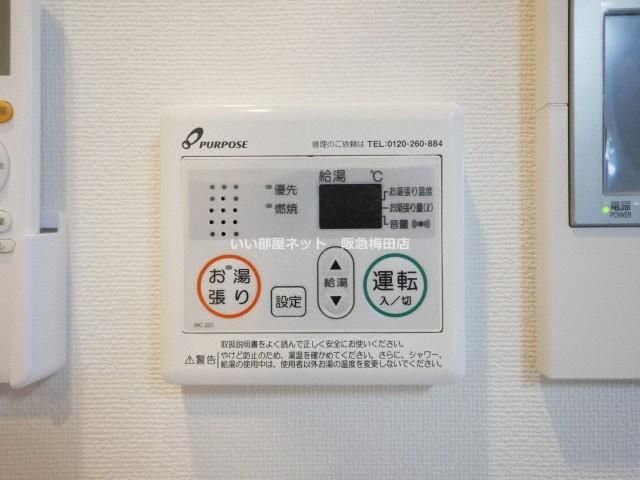 PURPOSE
修理のご依頼は TEL:0120-260-884
給湯 ℃
優先
燃焼
お湯張り温度
お湯張り量(ℓ)
音量
いい部屋ネット 阪急梅田店
お湯張り
設定
給湯
運転
入/切
MC-201
取扱説明書をよく読んで正しく安全にお使いください。
警告
やけど防止のため、湯温を確かめてください。さらに、シャワー、
給湯の使用中は、使用者以外お湯の温度を変更しないでください。
電源
POWER